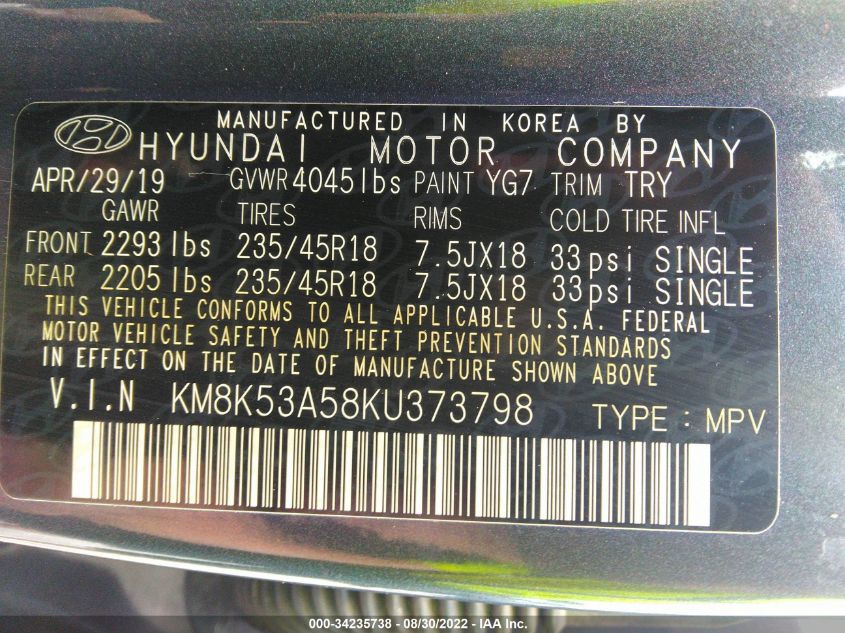 MANUFACTURED IN KOREA BY
HYUNDAI MOTOR COMPANY
APR/29/19 GVWR 4045lbs PAINT YG7 TRIM TRY
GAWR TIRES RIMS COLD TIRE INFL
FRONT 2293lbs 235/45R18 7.5JX18 33psi SINGLE
REAR 2205lbs 235/45R18 7.5JX18 33psi SINGLE
THIS VEHICLE CONFORMS TO ALL APPLICABLE U.S.A. FEDERAL
MOTOR VEHICLE SAFETY AND THEFT PREVENTION STANDARDS
IN EFFECT ON THE DATE OF MANUFACTURE SHOWN ABOVE
V.I.N KM8K53A58KU373798 TYPE : MPV
000-34235738 - 08/30/2022 - IAA Inc.